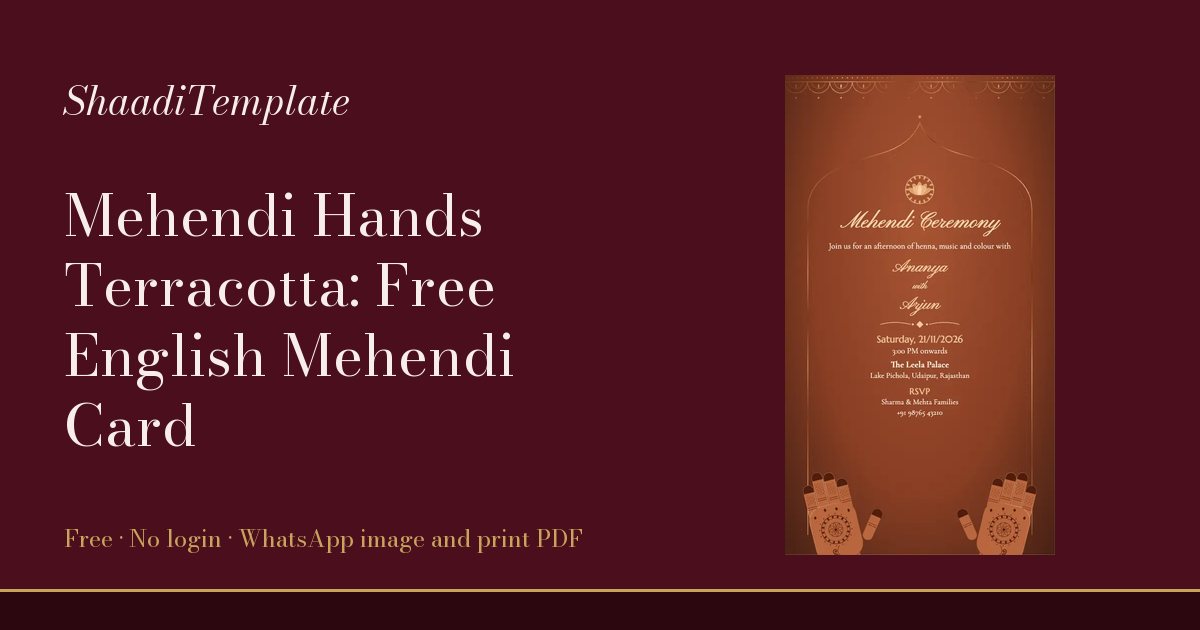 ShaadiTemplate
Mehendi Hands
Terracotta: Free
English Mehendi
Card
Free · No login · WhatsApp image and print PDF
Mehendi Ceremony
Join us for an afternoon of henna, music and colour with
Ananya
with
Arjun
Saturday, 21/11/2026
3:00 PM onwards
The Leela Palace
Lake Pichola, Udaipur, Rajasthan
RSVP
Sharma & Mehta Families
+91 98765 43210